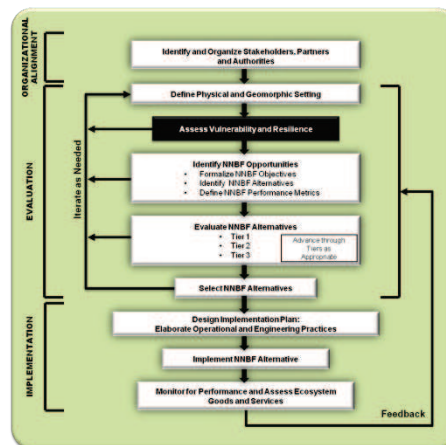 ORGANIZATIONAL
ALIGNMENT
Identify and Organize Stakeholders, Partners
and Authorities
EVALUATION
Iterate as Needed
Define Physical and Geomorphic Setting
Assess Vulnerability and Resilience
Identify NNBF Opportunities
• Formalize NNBF Objectives
• Identify NNBF Alternatives
• Define NNBF Performance Metrics
Evaluate NNBF Alternatives
• Tier 1
• Tier 2
• Tier 3
Advance through
Tiers as
Appropriate
Select NNBF Alternatives
IMPLEMENTATION
Design Implementation Plan:
Elaborate Operational and Engineering Practices
Implement NNBF Alternative
Monitor for Performance and Assess Ecosystem
Goods and Services
Feedback